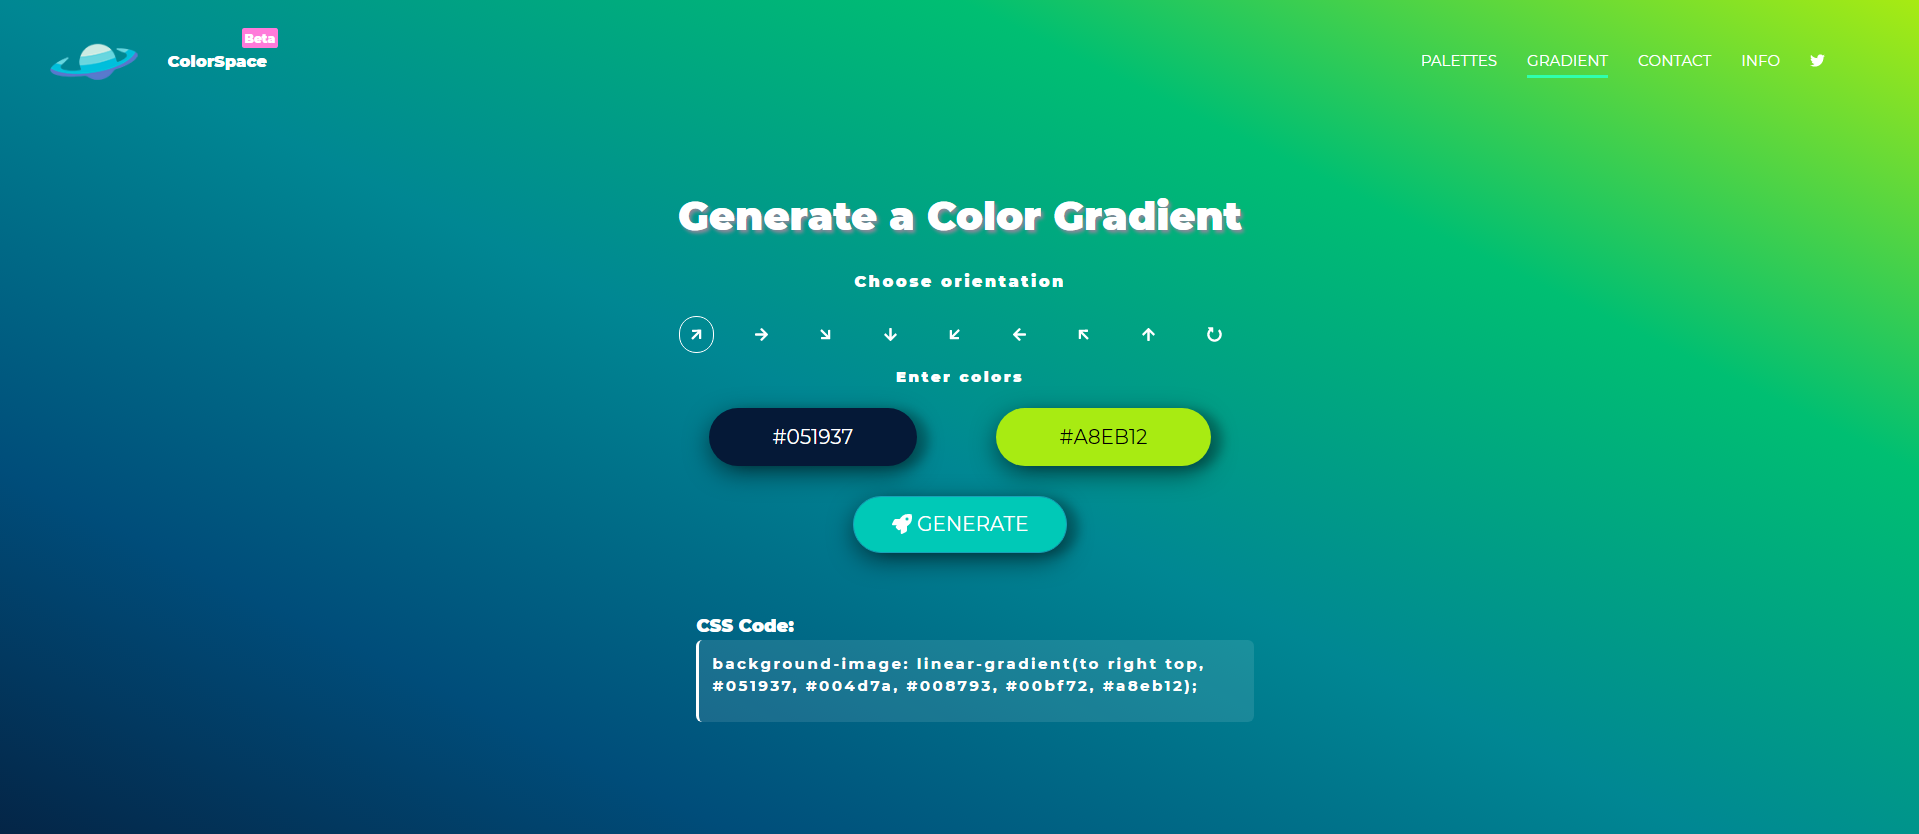 Beta
ColorSpace
PALETTES GRADIENT CONTACT INFO
Generate a Color Gradient
Choose orientation
Enter colors
#051937 #A8EB12
GENERATE
CSS Code:
background-image: linear-gradient(to right top,
#051937, #004d7a, #008793, #00bf72, #a8eb12);